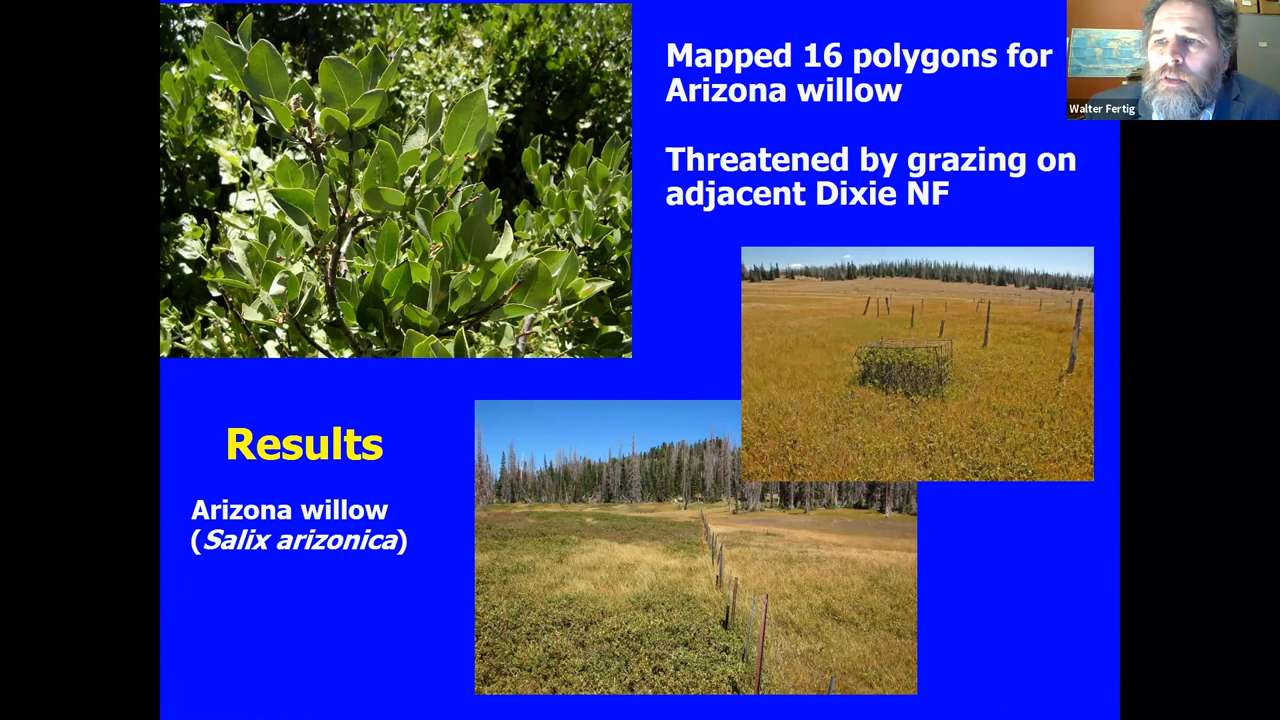 Mapped 16 polygons for
Arizona willow
Threatened by grazing on
adjacent Dixie NF
Walter Fertig
Results
Arizona willow
(Salix arizonica)